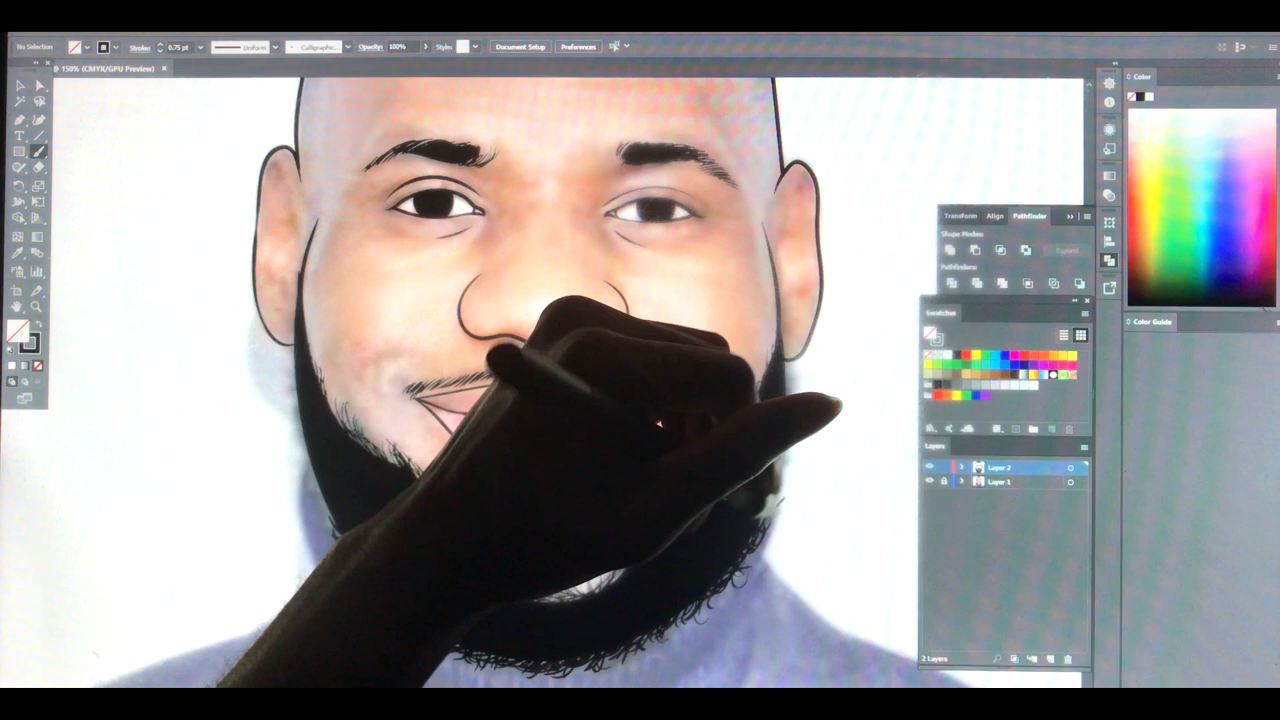 No Selection Stroke: 0.75 pt Uniform Calligraphic... Opacity: 100% Style: Document Setup Preferences
@ 150% (CMYK/GPU Preview) ×
Color
Transform Align Pathfinder
Shape Modes:
Expand
Pathfinders:
Swatches
Color Guide
Layers
Layer 2
Layer 1
2 Layers